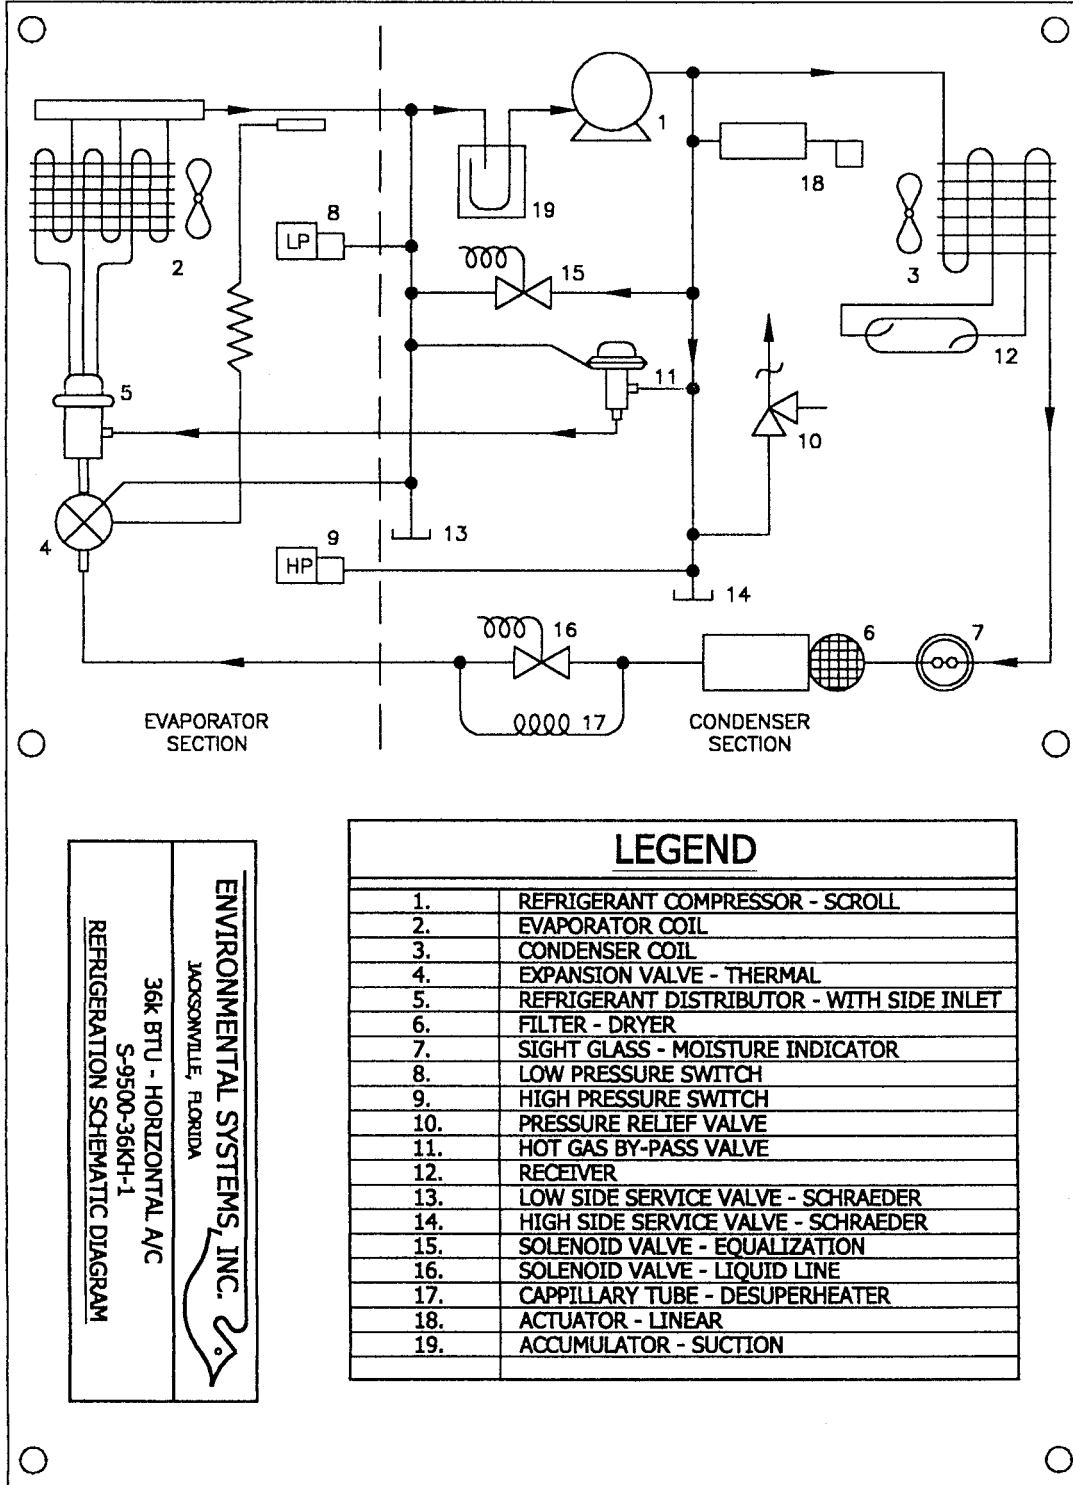 1
18
19
8
LP
2
15
3
12
5
11
10
4
13
9
HP
14
16
6
7
17
EVAPORATOR
SECTION
CONDENSER
SECTION
ENVIRONMENTAL SYSTEMS, INC.
JACKSONVILLE, FLORIDA
36k BTU - HORIZONTAL A/C
S-9500-36KH-1
REFRIGERATION SCHEMATIC DIAGRAM
LEGEND
1. REFRIGERANT COMPRESSOR - SCROLL
2. EVAPORATOR COIL
3. CONDENSER COIL
4. EXPANSION VALVE - THERMAL
5. REFRIGERANT DISTRIBUTOR - WITH SIDE INLET
6. FILTER - DRYER
7. SIGHT GLASS - MOISTURE INDICATOR
8. LOW PRESSURE SWITCH
9. HIGH PRESSURE SWITCH
10. PRESSURE RELIEF VALVE
11. HOT GAS BY-PASS VALVE
12. RECEIVER
13. LOW SIDE SERVICE VALVE - SCHRAEDER
14. HIGH SIDE SERVICE VALVE - SCHRAEDER
15. SOLENOID VALVE - EQUALIZATION
16. SOLENOID VALVE - LIQUID LINE
17. CAPPILLARY TUBE - DESUPERHEATER
18. ACTUATOR - LINEAR
19. ACCUMULATOR - SUCTION